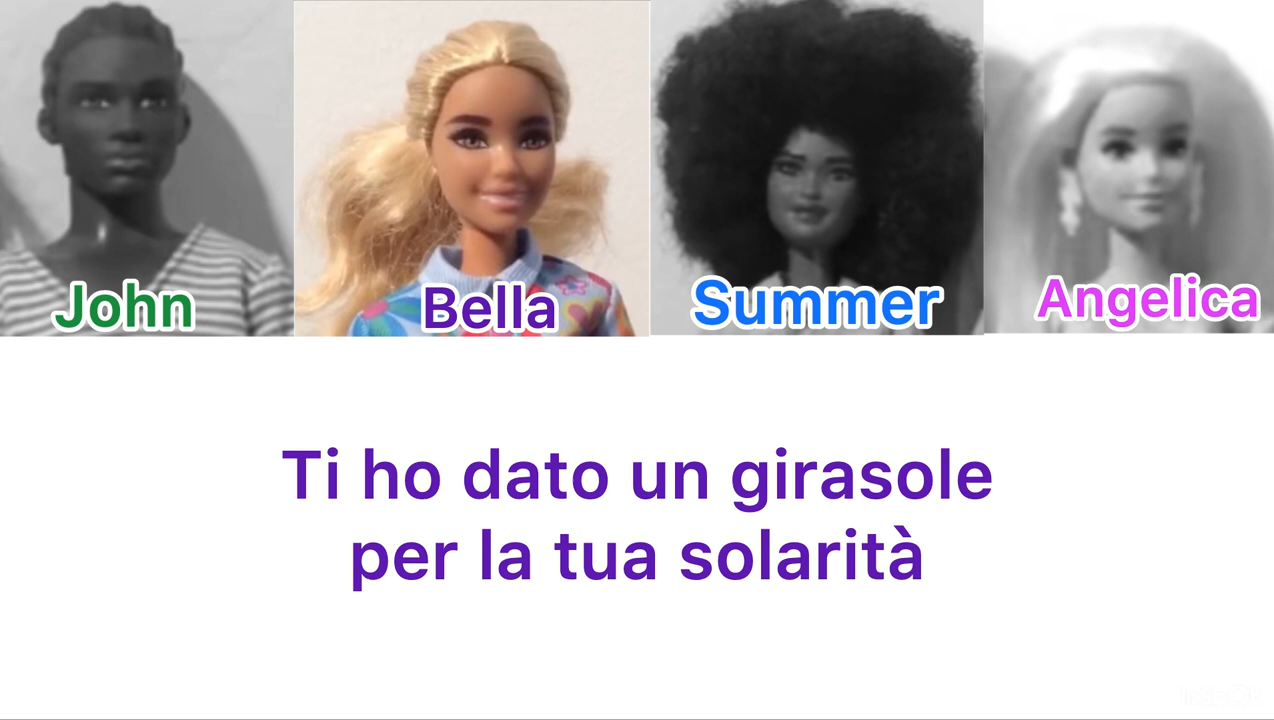 John
Bella
Summer
Angelica
Ti ho dato un girasole
per la tua solarità